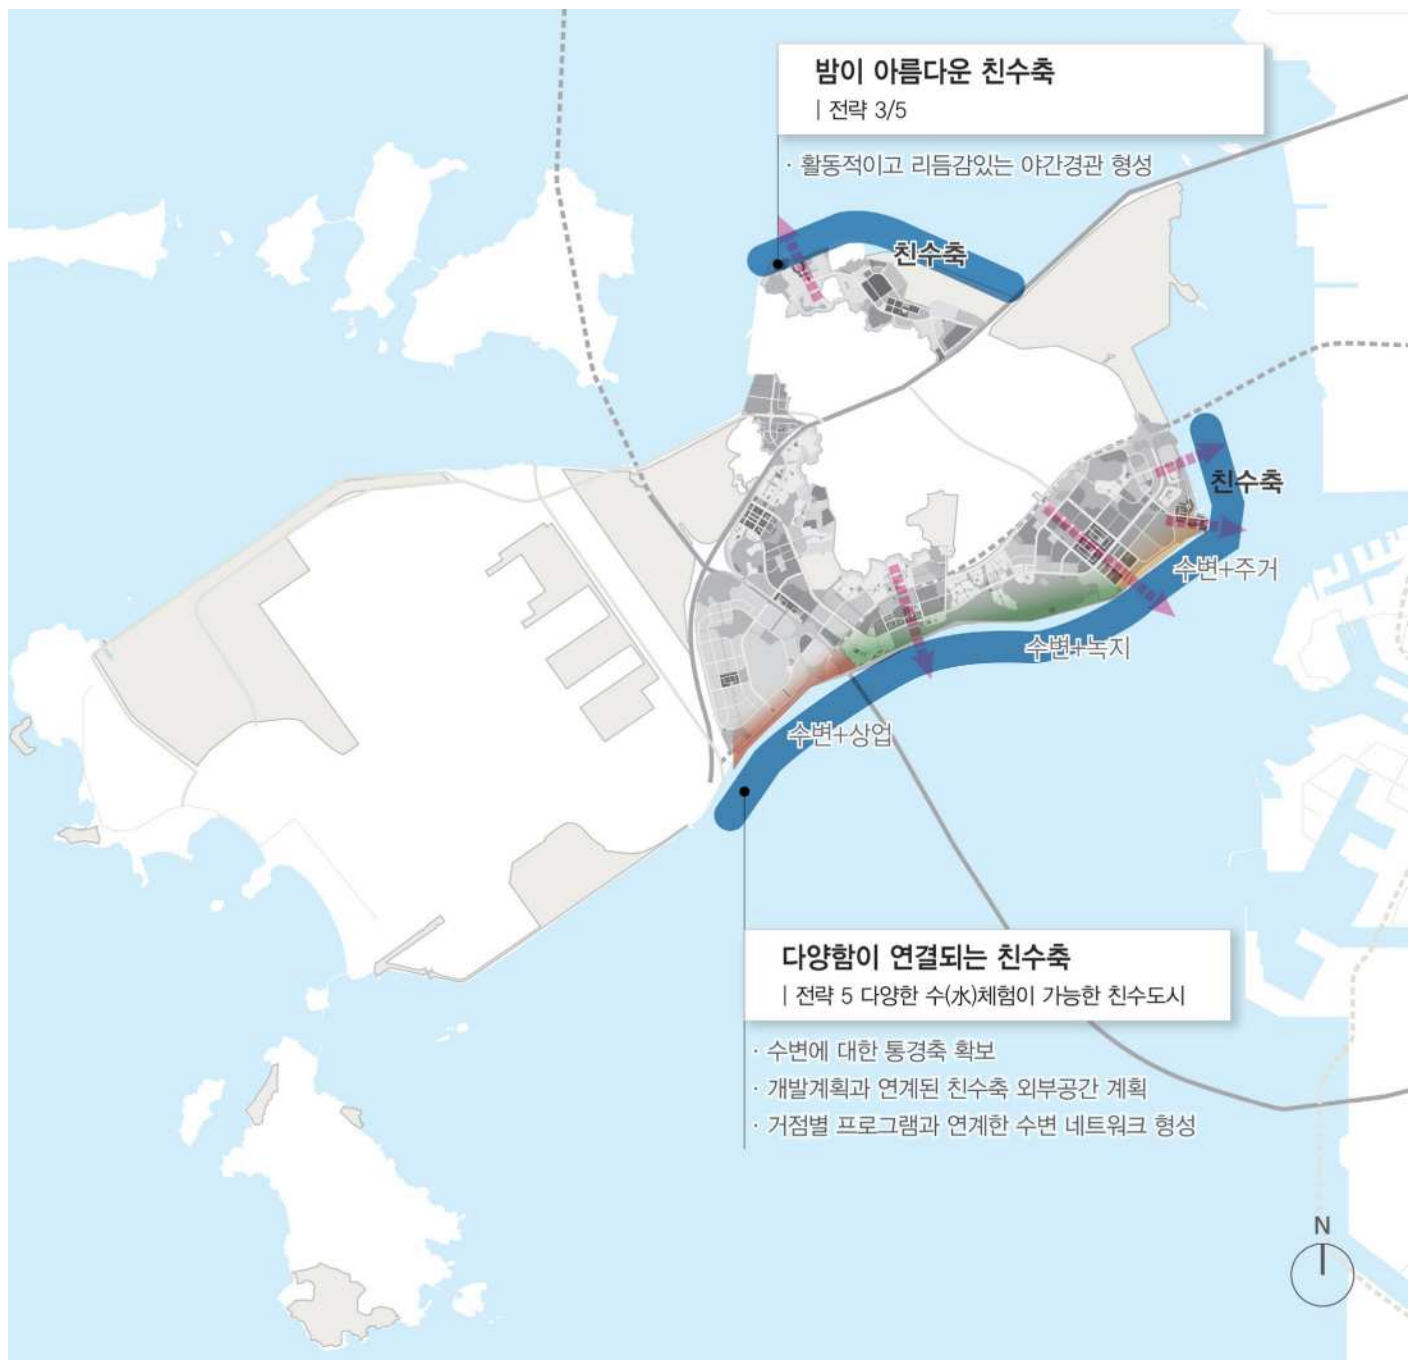 밤이 아름다운 친수축
| 전략 3/5
· 활동적이고 리듬감있는 야간경관 형성
친수축
친수축
수변+주거
수변+녹지
수변+상업
다양함이 연결되는 친수축
| 전략 5 다양한 수(水)체험이 가능한 친수도시
· 수변에 대한 통경축 확보
· 개발계획과 연계된 친수축 외부공간 계획
· 거점별 프로그램과 연계한 수변 네트워크 형성
N